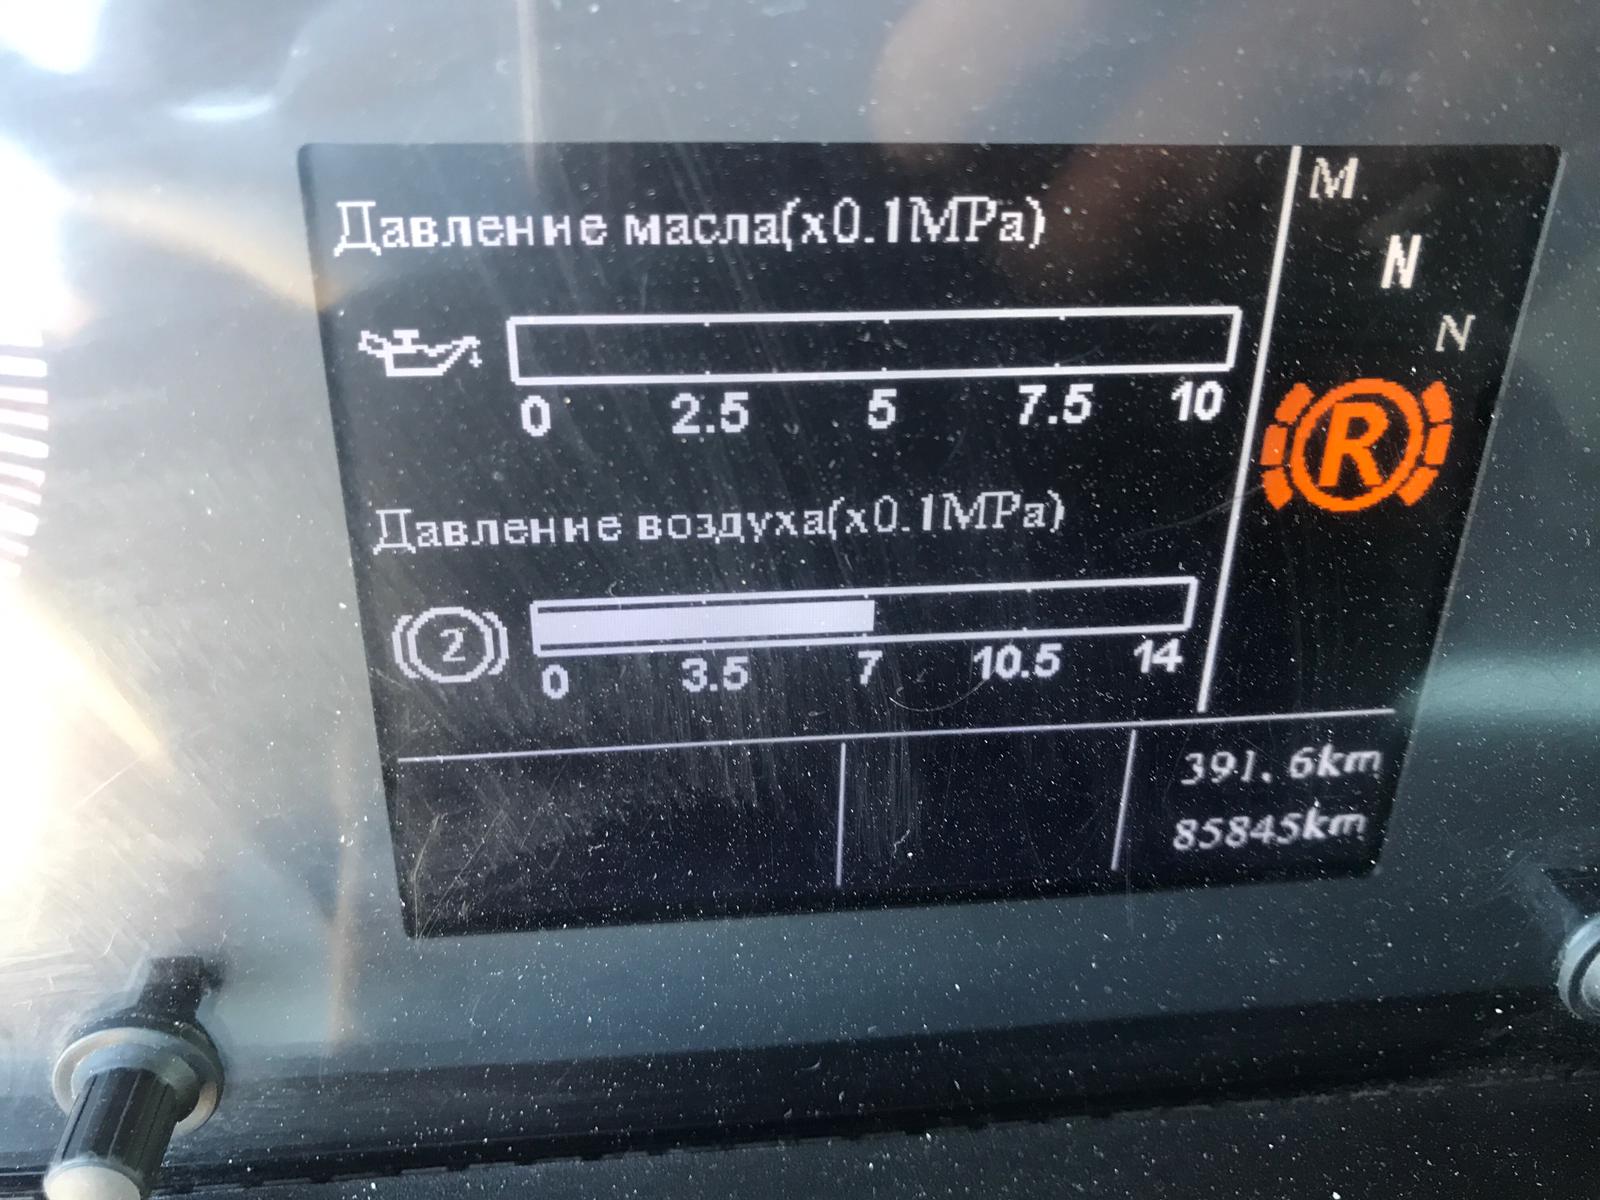 Давление масла(x0.1MPa)
M
N
N
0 2.5 5 7.5 10
R
Давление воздуха(x0.1MPa)
2
0 3.5 7 10.5 14
391.6km
85845km